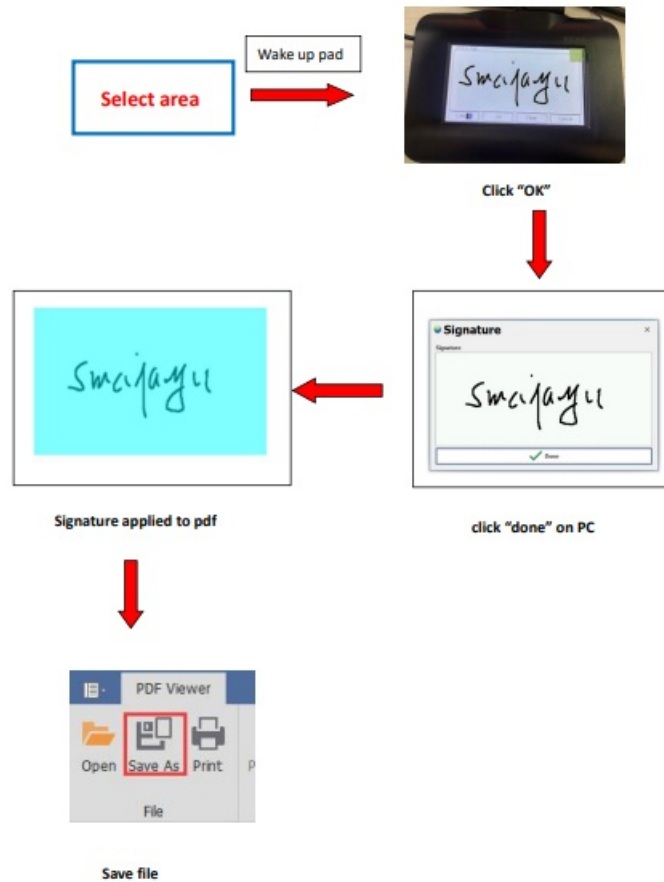 Wake up pad
Select area
Click “OK”
Signature
Signature
Done
click “done” on PC
Signature applied to pdf
PDF Viewer
Open Save As Print
File
Save file